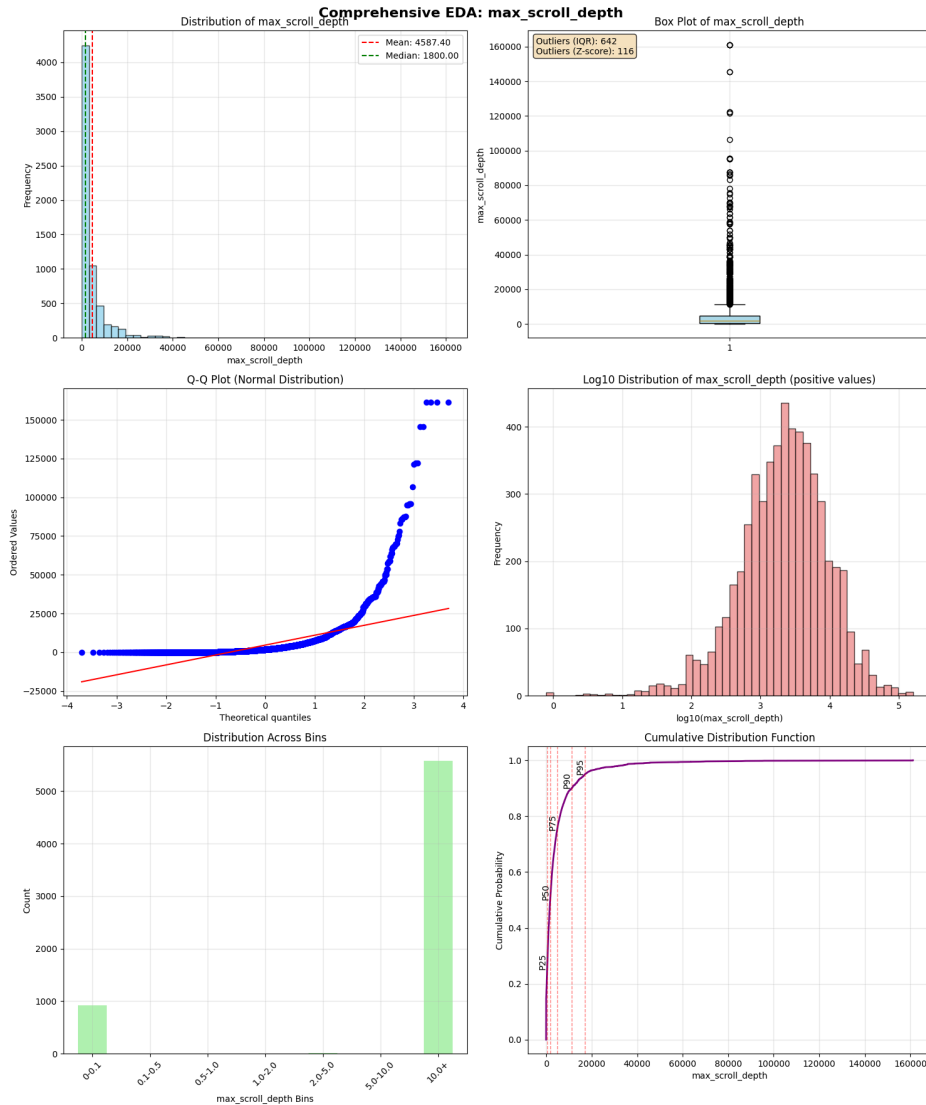 Comprehensive EDA: max_scroll_depth
Distribution of max_scroll_depth
Mean: 4587.40
Median: 1800.00
Frequency
4000
3500
3000
2500
2000
1500
1000
500
0
0 20000 40000 60000 80000 100000 120000 140000 160000
max_scroll_depth
Box Plot of max_scroll_depth
Outliers (IQR): 642
Outliers (Z-score): 116
max_scroll_depth
160000
140000
120000
100000
80000
60000
40000
20000
0
1
Q-Q Plot (Normal Distribution)
Ordered Values
150000
125000
100000
75000
50000
25000
0
−25000
−4 −3 −2 −1 0 1 2 3 4
Theoretical quantiles
Log10 Distribution of max_scroll_depth (positive values)
Frequency
400
300
200
100
0
0 1 2 3 4 5
log10(max_scroll_depth)
Distribution Across Bins
Count
5000
4000
3000
2000
1000
0
0-0.1 0.1-0.5 0.5-1.0 1.0-2.0 2.0-5.0 5.0-10.0 10.0+
max_scroll_depth Bins
Cumulative Distribution Function
Cumulative Probability
1.0
0.8
0.6
0.4
0.2
0.0
P25
P50
P75
P90
P95
0 20000 40000 60000 80000 100000 120000 140000 160000
max_scroll_depth